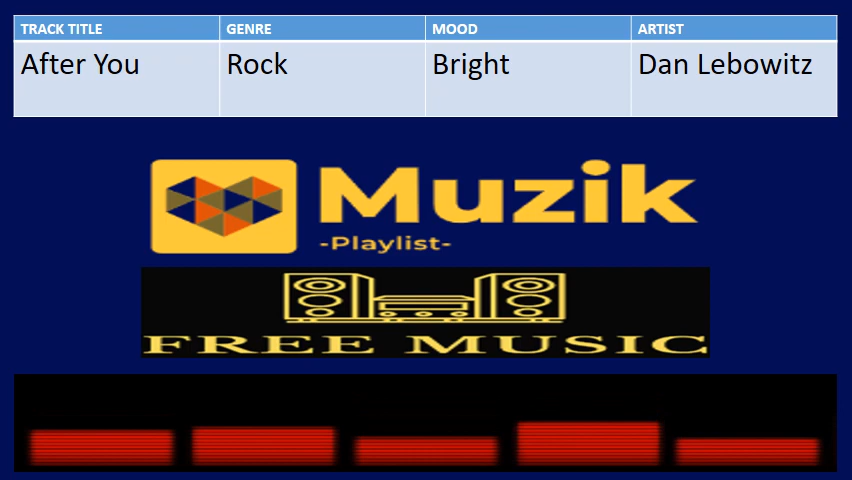 TRACK TITLE GENRE MOOD ARTIST
After You Rock Bright Dan Lebowitz
Muzik
-Playlist-
FREE MUSIC